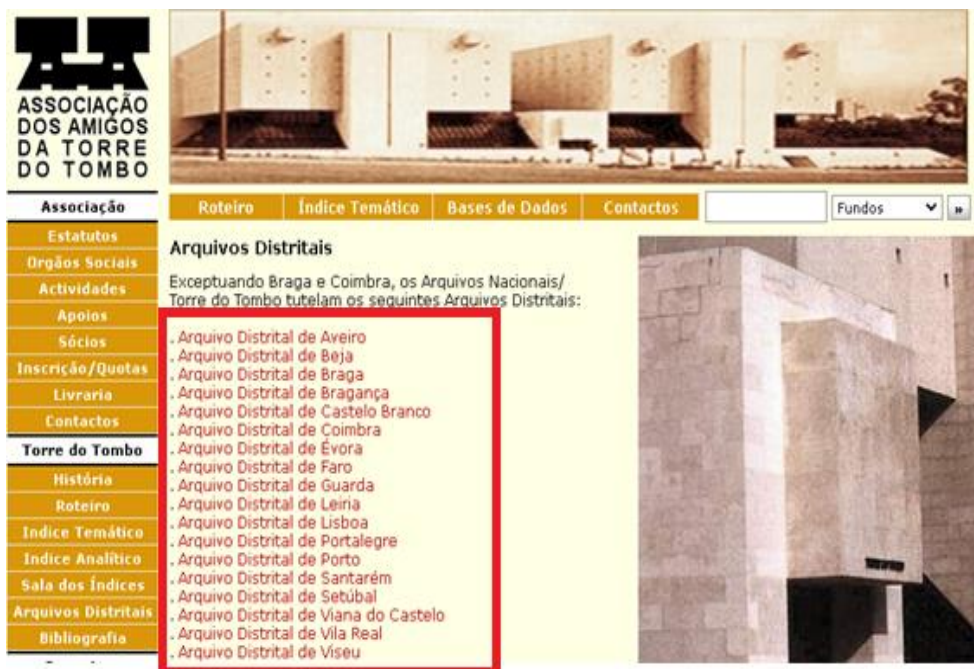 ASSOCIAÇÃO
DOS AMIGOS
DA TORRE
DO TOMBO
Associação
Estatutos
Orgãos Sociais
Actividades
Apoios
Sócios
Inscrição/Quotas
Livraria
Contactos
Torre do Tombo
História
Roteiro
Indice Temático
Indice Analítico
Sala dos Índices
Arquivos Distritais
Bibliografia
Roteiro Índice Temático Bases de Dados Contactos Fundos »
Arquivos Distritais
Exceptuando Braga e Coimbra, os Arquivos Nacionais/
Torre do Tombo tutelam os seguintes Arquivos Distritais:
. Arquivo Distrital de Aveiro
. Arquivo Distrital de Beja
. Arquivo Distrital de Braga
. Arquivo Distrital de Bragança
. Arquivo Distrital de Castelo Branco
. Arquivo Distrital de Coimbra
. Arquivo Distrital de Évora
. Arquivo Distrital de Faro
. Arquivo Distrital de Guarda
. Arquivo Distrital de Leiria
. Arquivo Distrital de Lisboa
. Arquivo Distrital de Portalegre
. Arquivo Distrital de Porto
. Arquivo Distrital de Santarém
. Arquivo Distrital de Setúbal
. Arquivo Distrital de Viana do Castelo
. Arquivo Distrital de Vila Real
. Arquivo Distrital de Viseu